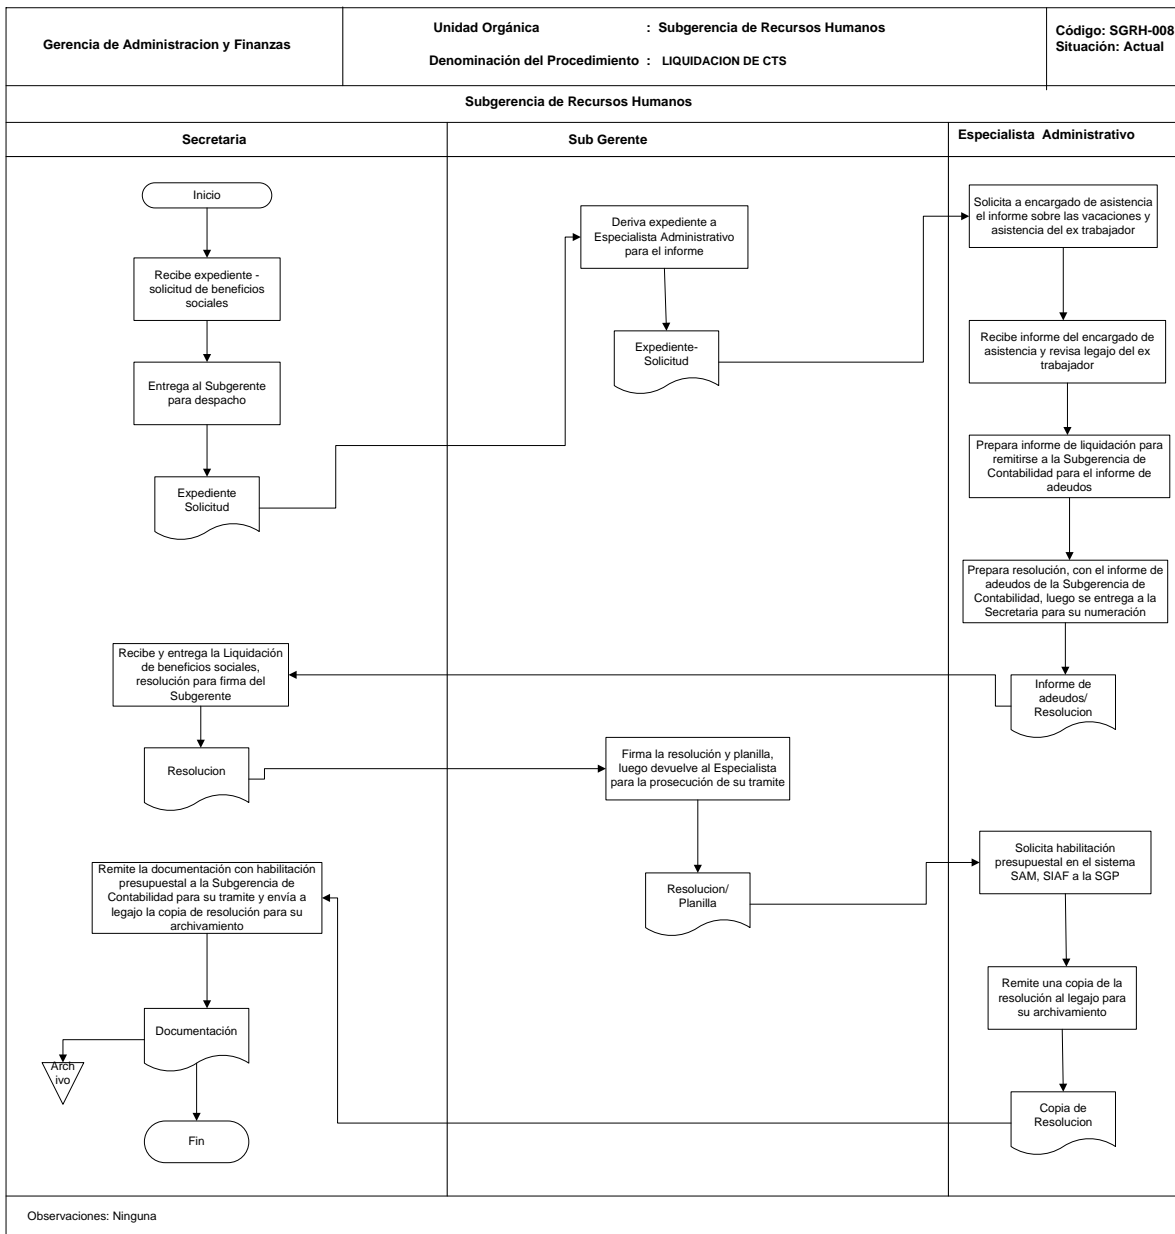 Gerencia de Administracion y Finanzas
Unidad Orgánica : Subgerencia de Recursos Humanos
Denominación del Procedimiento : LIQUIDACION DE CTS
Código: SGRH-008
Situación: Actual
Subgerencia de Recursos Humanos
Secretaria
Sub Gerente
Especialista Administrativo
Inicio
Recibe expediente -
solicitud de beneficios
sociales
Entrega al Subgerente
para despacho
Expediente
Solicitud
Deriva expediente a
Especialista Administrativo
para el informe
Expediente-
Solicitud
Solicita a encargado de asistencia
el informe sobre las vacaciones y
asistencia del ex trabajador
Recibe informe del encargado de
asistencia y revisa legajo del ex
trabajador
Prepara informe de liquidación para
remitirse a la Subgerencia de
Contabilidad para el informe de
adeudos
Prepara resolución, con el informe de
adeudos de la Subgerencia de
Contabilidad, luego se entrega a la
Secretaria para su numeración
Informe de
adeudos/
Resolucion
Recibe y entrega la Liquidación
de beneficios sociales,
resolución para firma del
Subgerente
Resolucion
Firma la resolución y planilla,
luego devuelve al Especialista
para la prosecución de su tramite
Resolucion/
Planilla
Solicita habilitación
presupuestal en el sistema
SAM, SIAF a la SGP
Remite una copia de la
resolución al legajo para
su archivamiento
Copia de
Resolucion
Remite la documentación con habilitación
presupuestal a la Subgerencia de
Contabilidad para su tramite y envía a
legajo la copia de resolución para su
archivamiento
Documentación
Arch
ivo
Fin
Observaciones: Ninguna